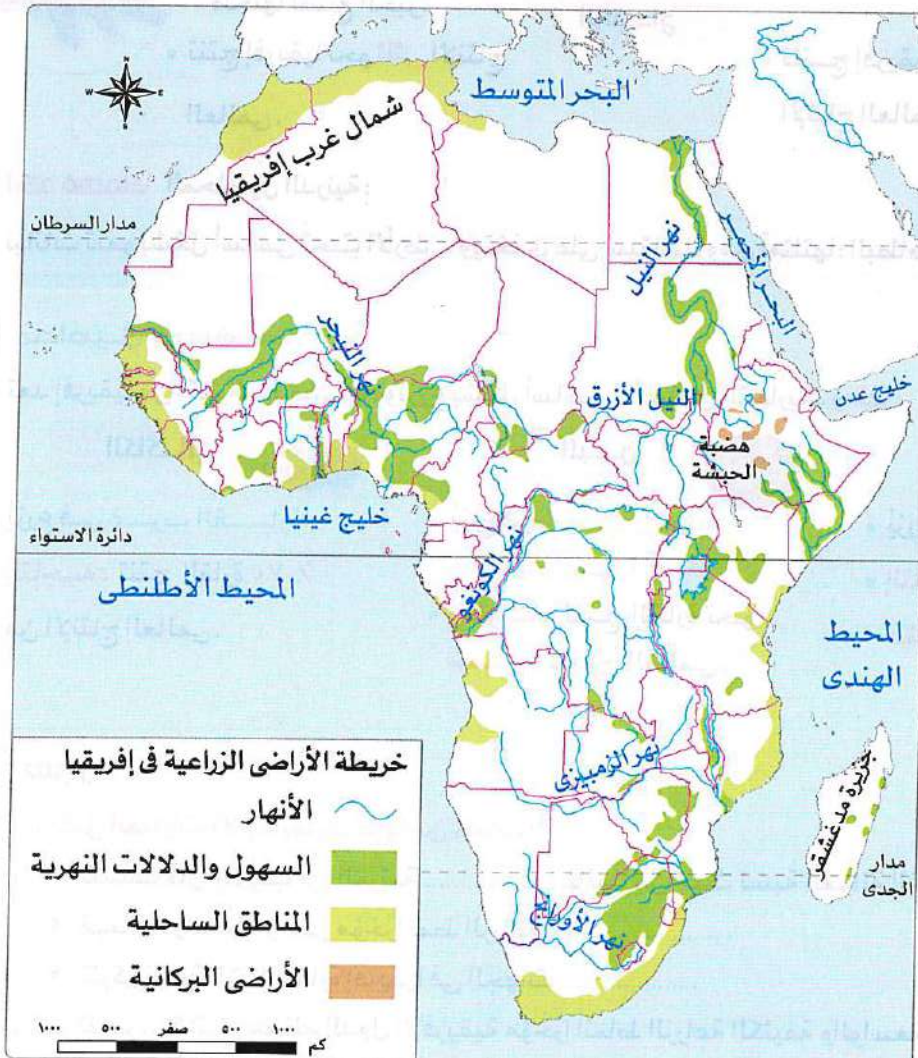 البحر المتوسط
W
E
N
S
شمال غرب إفريقيا
مدار السرطان
نهر النيل
البحر الأحمر
نهر النيجر
النيل الأزرق
خليج عدن
هضبة
الحبشة
خليج غينيا
دائرة الاستواء
نهر الكونغو
المحيط الأطلنطى
المحيط
الهندى
نهر الزمبيزى
جزيرة مدغشقر
مدار
الجدى
نهر الأورانج
خريطة الأراضى الزراعية فى إفريقيا
الأنهار
السهول والدلالات النهرية
المناطق الساحلية
الأراضى البركانية
١٠٠٠ ٥٠٠ صفر ٥٠٠ ١٠٠٠
كم